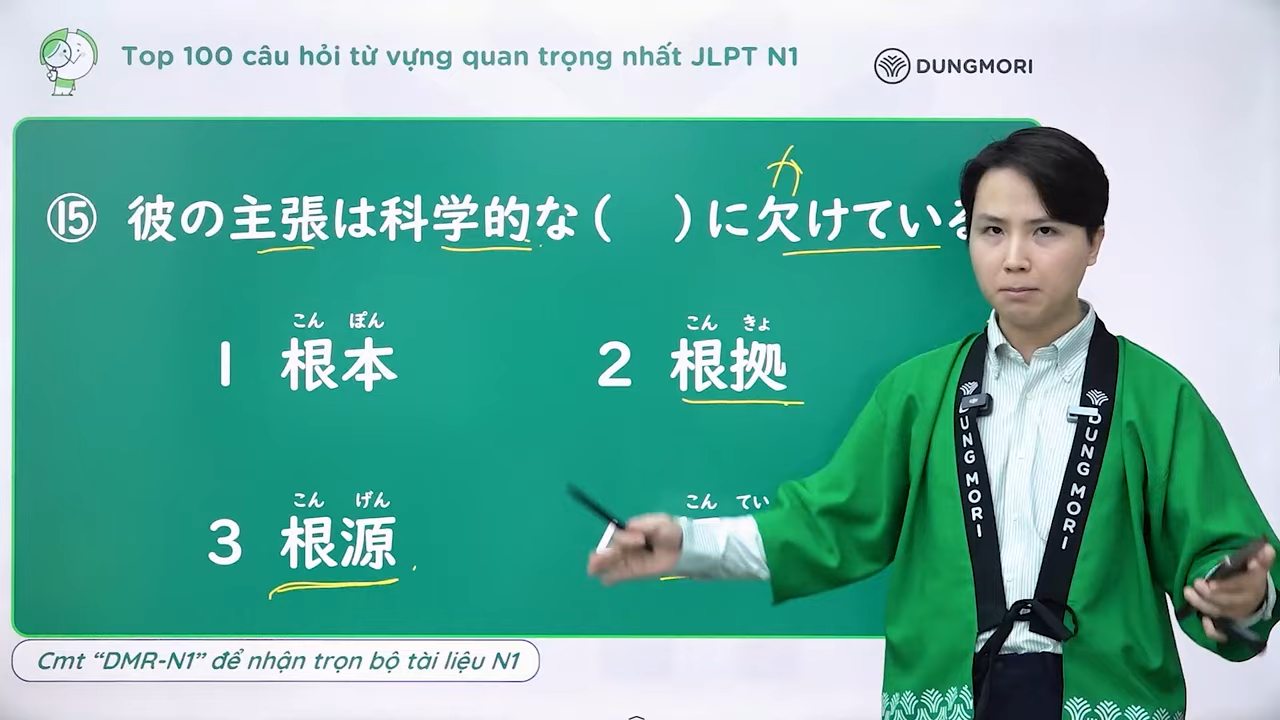 Top 100 câu hỏi từ vựng quan trọng nhất JLPT N1
DUNGMORI
か
⑮ 彼の主張は科学的な( )に欠けている
こん ぽん
1 根本
こん きょ
2 根拠
こん げん
3 根源
こん てい
DUNG MORI
DUNG MORI
Cmt “DMR-N1” để nhận trọn bộ tài liệu N1